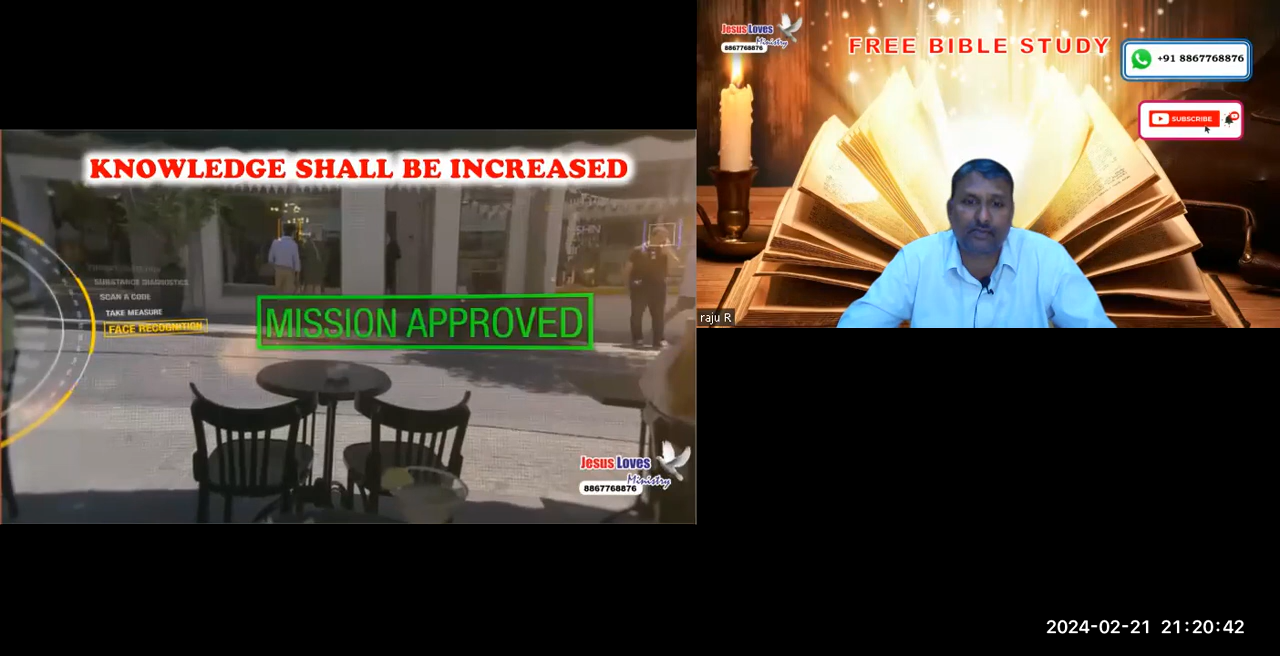 KNOWLEDGE SHALL BE INCREASED
SUBSTANCE DIAGNOSTICS
SCAN A CODE
TAKE MEASURE
FACE RECOGNITION
MISSION APPROVED
Jesus Loves
Ministry
8867768876
Jesus Loves
Ministry
8867768876
FREE BIBLE STUDY
+91 8867768876
SUBSCRIBE
raju R
2024-02-21 21:20:42